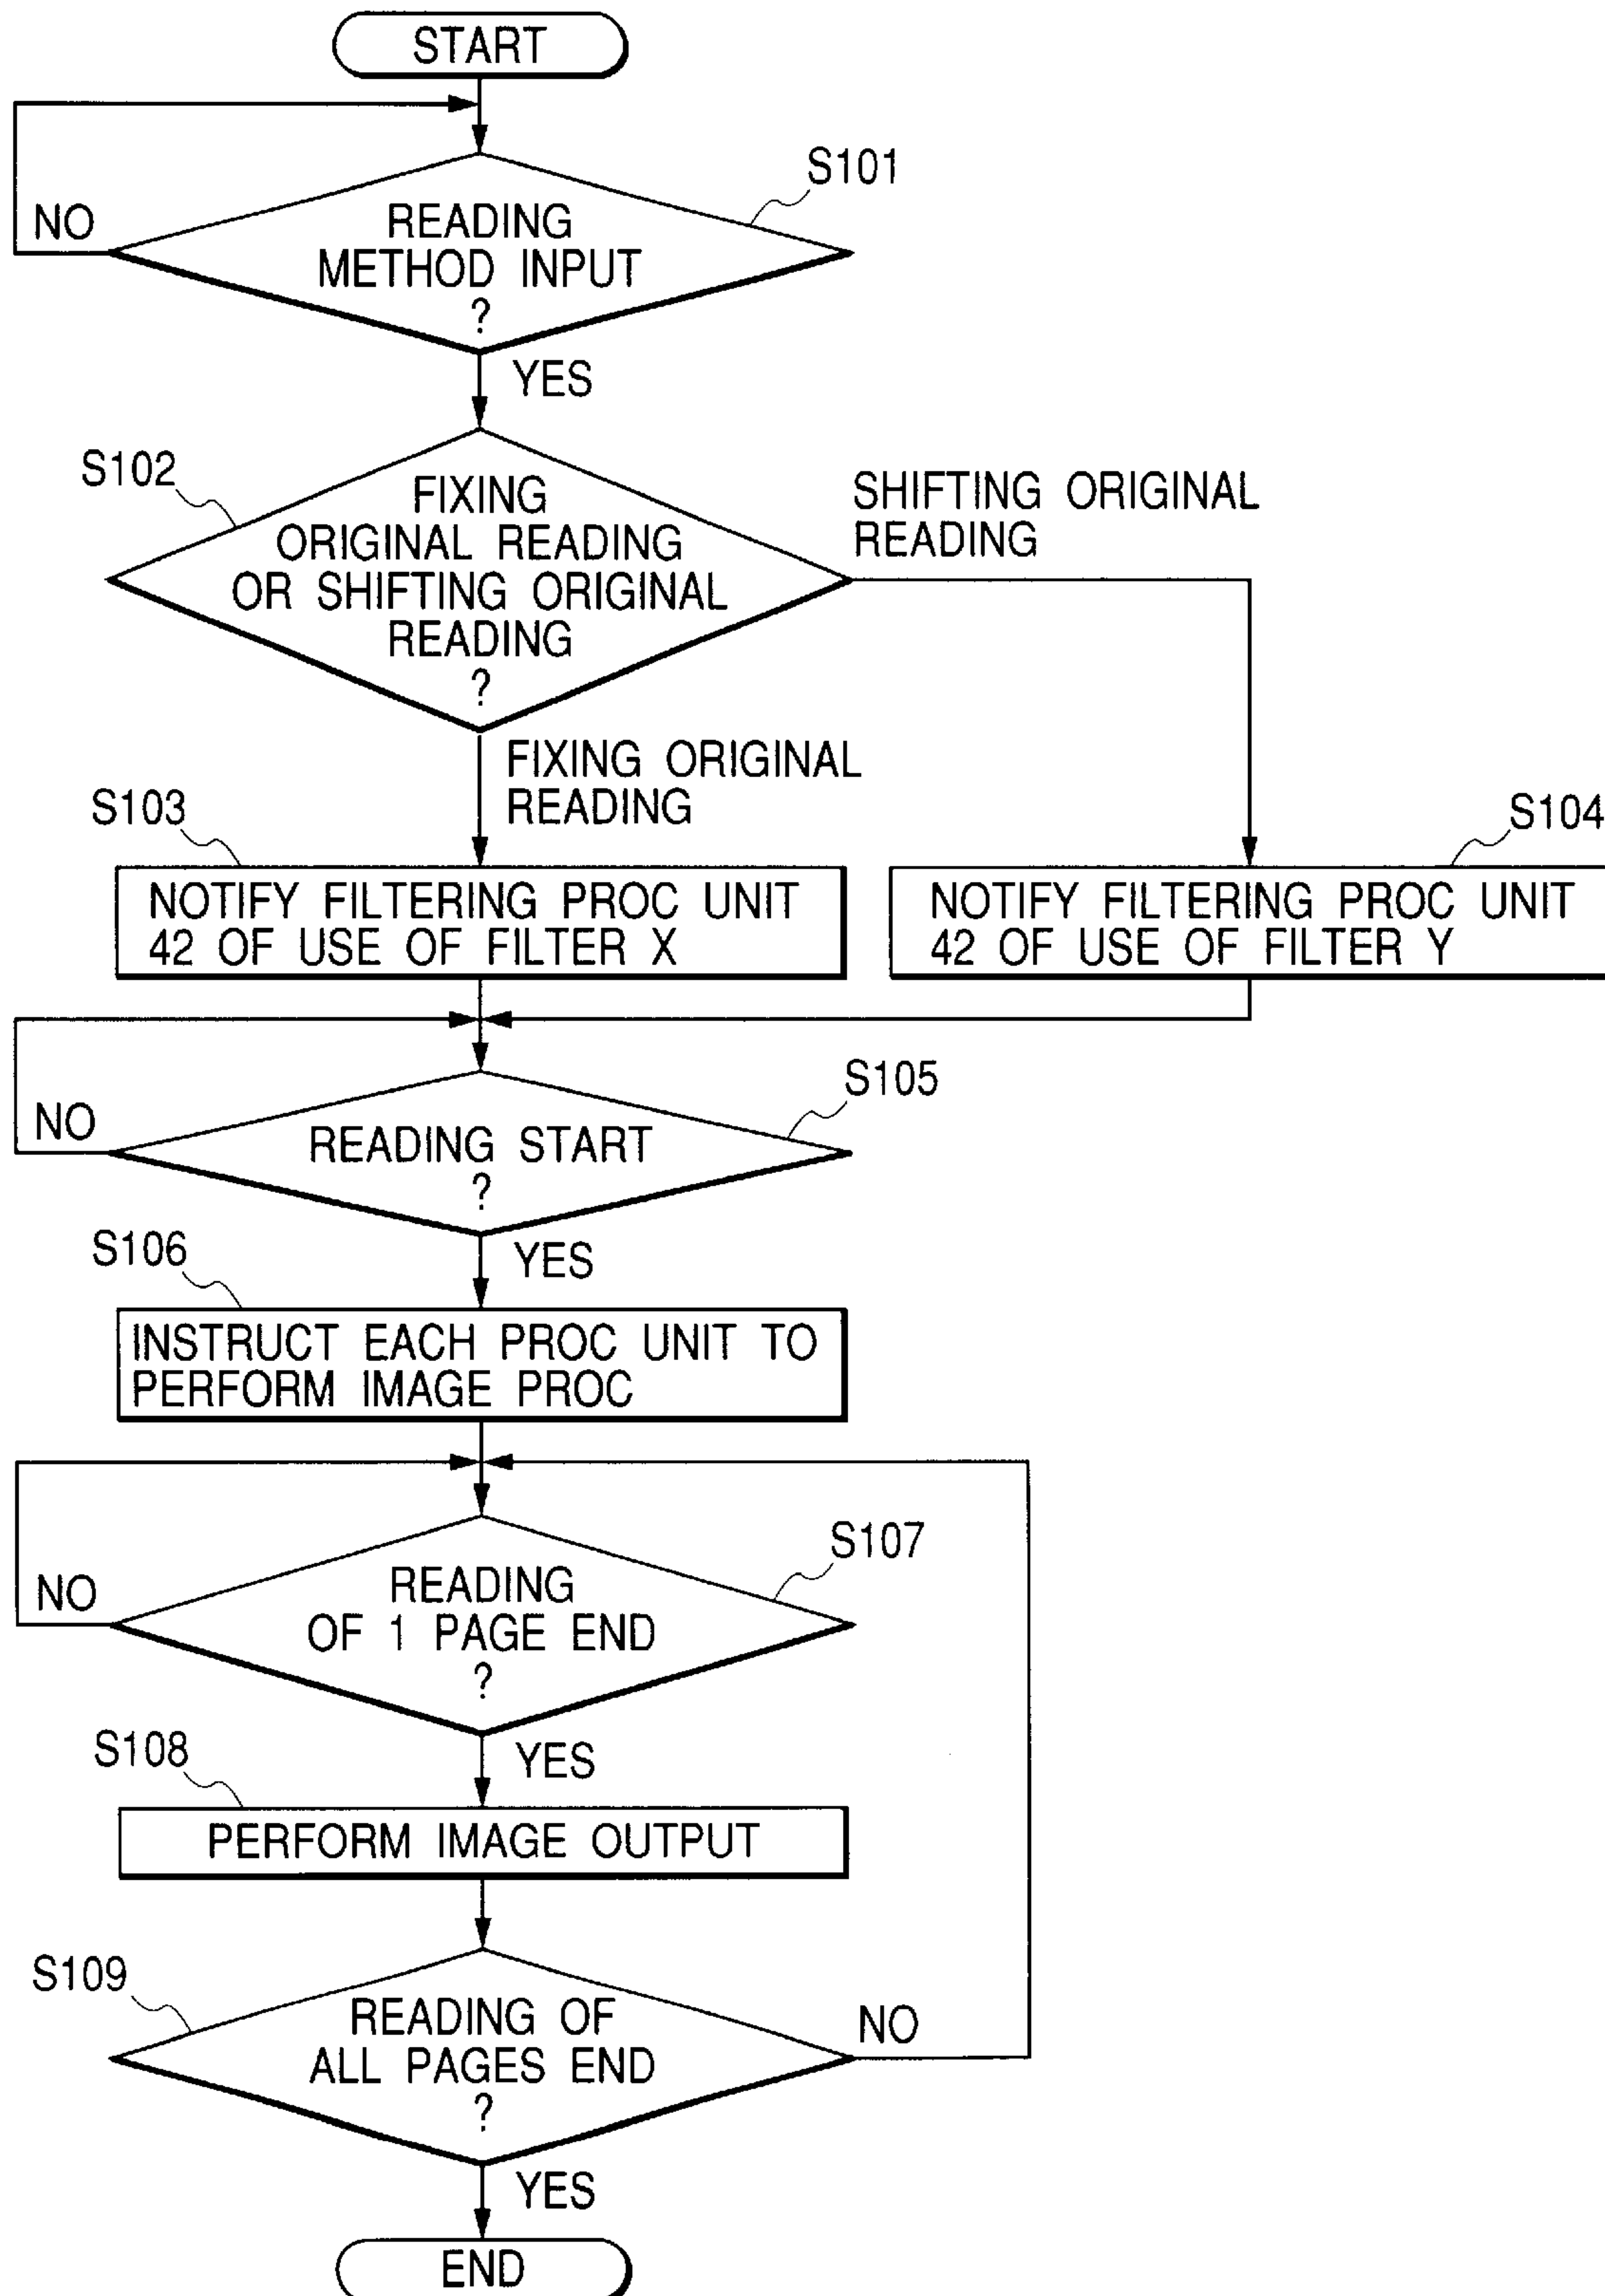 START
S101
NO
READING
METHOD INPUT
?
YES
S102
FIXING
ORIGINAL READING
OR SHIFTING ORIGINAL
READING
?
SHIFTING ORIGINAL
READING
FIXING ORIGINAL
READING
S103
NOTIFY FILTERING PROC UNIT
42 OF USE OF FILTER X
S104
NOTIFY FILTERING PROC UNIT
42 OF USE OF FILTER Y
S105
NO
READING START
?
YES
S106
INSTRUCT EACH PROC UNIT TO
PERFORM IMAGE PROC
S107
NO
READING
OF 1 PAGE END
?
YES
S108
PERFORM IMAGE OUTPUT
S109
READING OF
ALL PAGES END
?
NO
YES
END